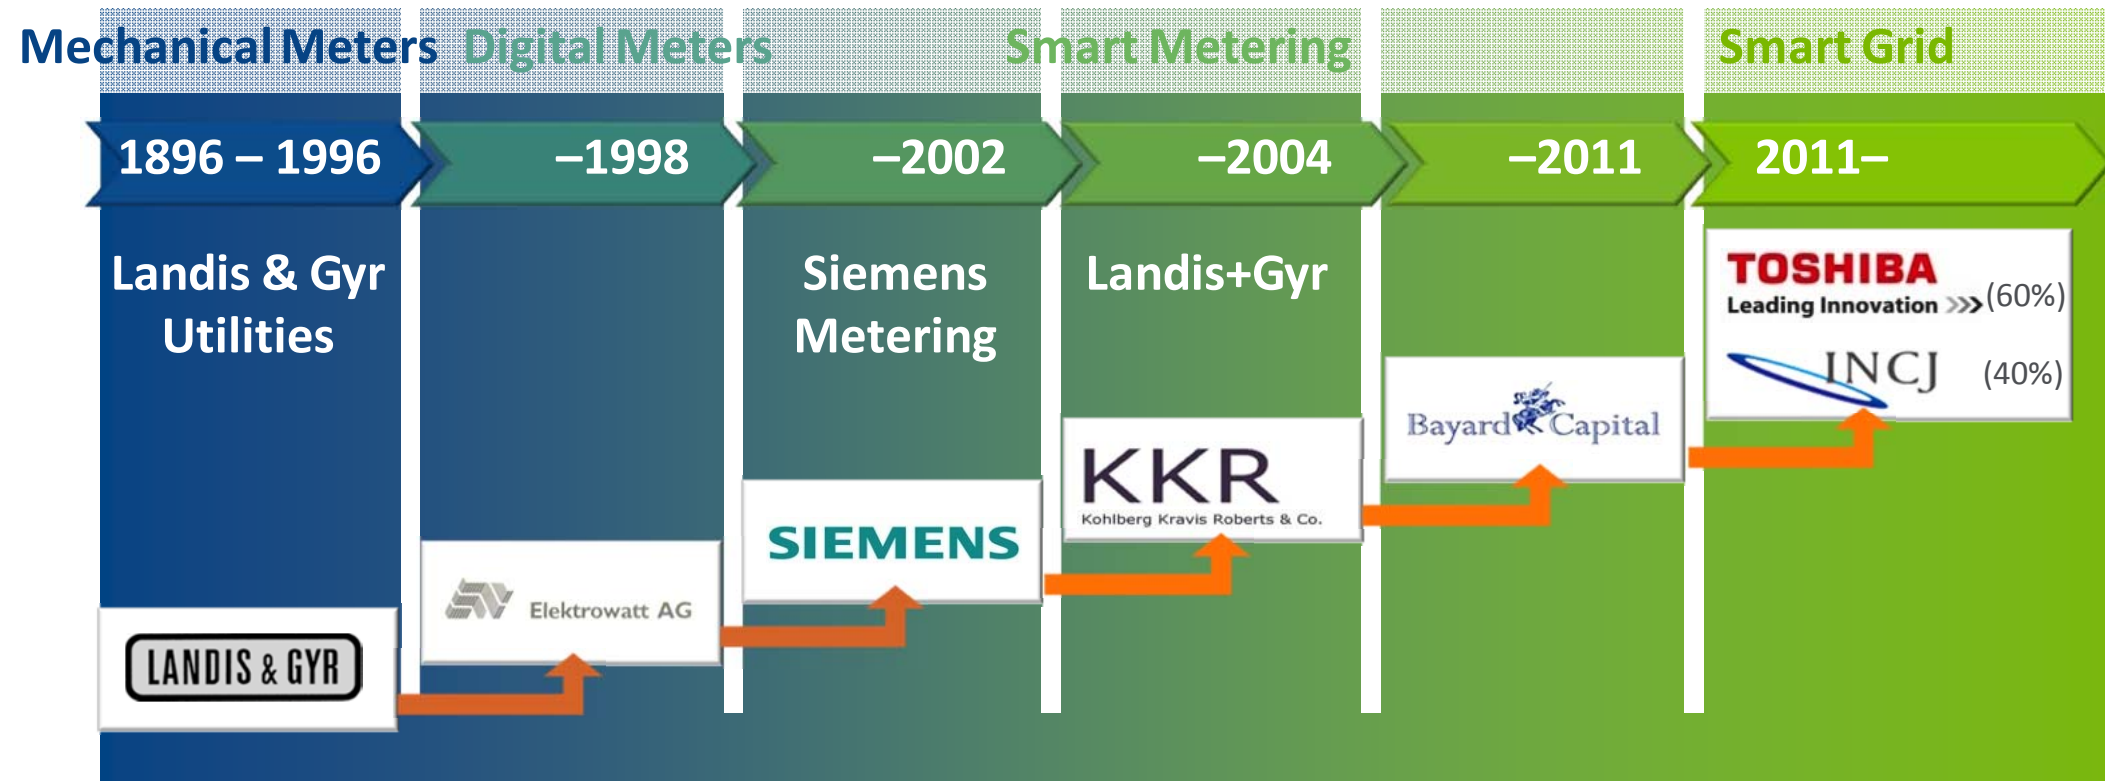 Mechanical Meters
Digital Meters
Smart Metering
Smart Grid
1896 – 1996
–1998
–2002
–2004
–2011
2011–
Landis & Gyr
Utilities
Siemens
Metering
Landis+Gyr
TOSHIBA
Leading Innovation >>> (60%)
INCJ (40%)
Bayard Capital
KKR
Kohlberg Kravis Roberts & Co.
SIEMENS
Elektrowatt AG
LANDIS & GYR